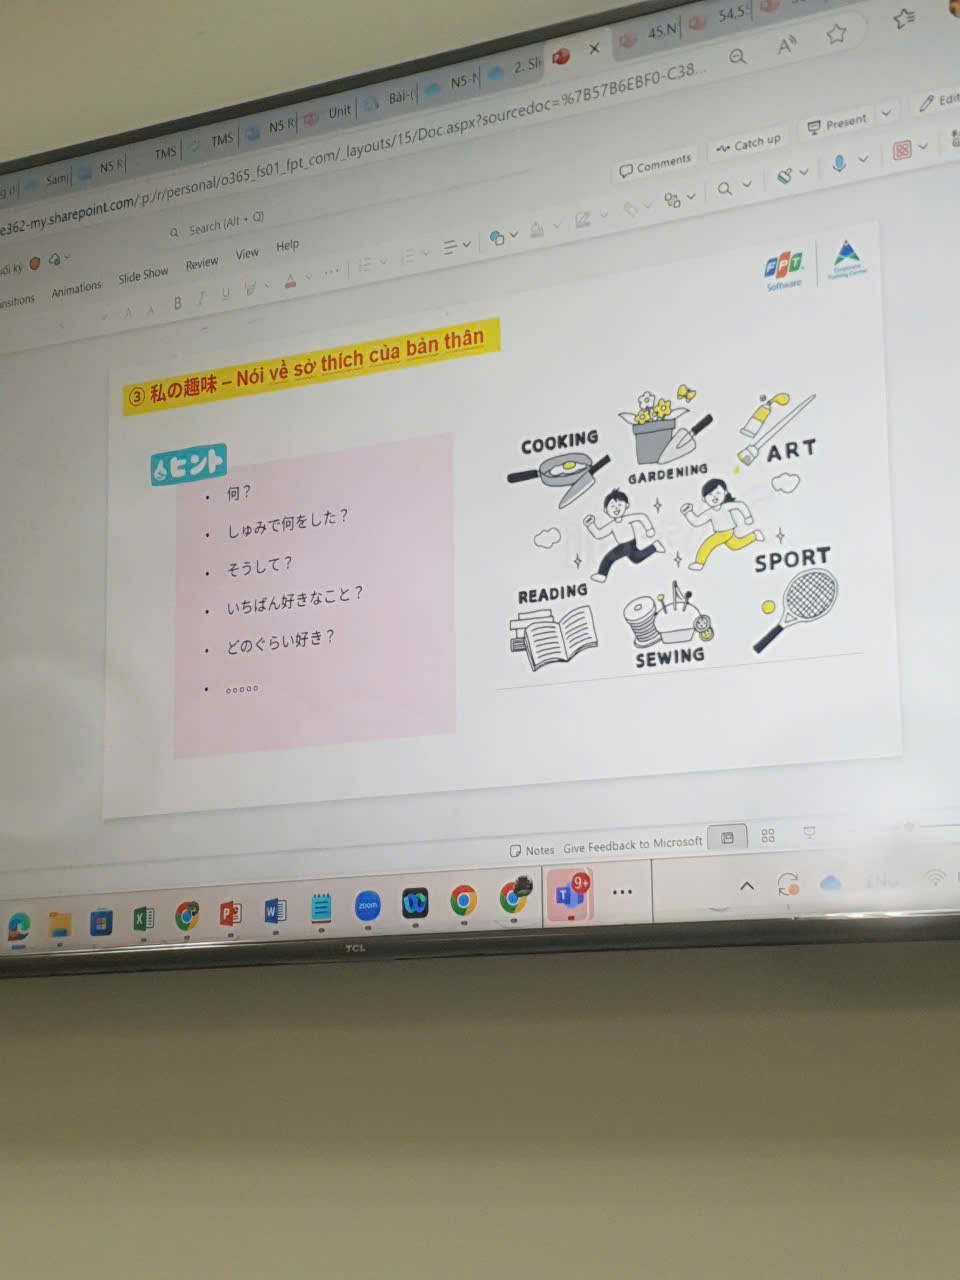 Sam
N5 R
TMS
TMS
N5 R
Unit
Bài-
N5-
2. Sli
45.N
54,5
e362-my.sharepoint.com/:p:/r/personal/o365_fs01_fpt_com/_layouts/15/Doc.aspx?sourcedoc=%7B57B6EBF0-C38...
Search (Alt + Q)
Comments
Catch up
Present
Edit
Animations
Slide Show
Review
View
Help
B I U
FPT
Software
Corporate
Training Center
③ 私の趣味 – Nói về sở thích của bản thân
ヒント
• 何？
• しゅみで何をした？
• そうして？
• いちばん好きなこと？
• どのぐらい好き？
• 。。。。。
COOKING
GARDENING
ART
READING
SEWING
SPORT
Notes
Give Feedback to Microsoft
zoom
9+
ENG
TCL